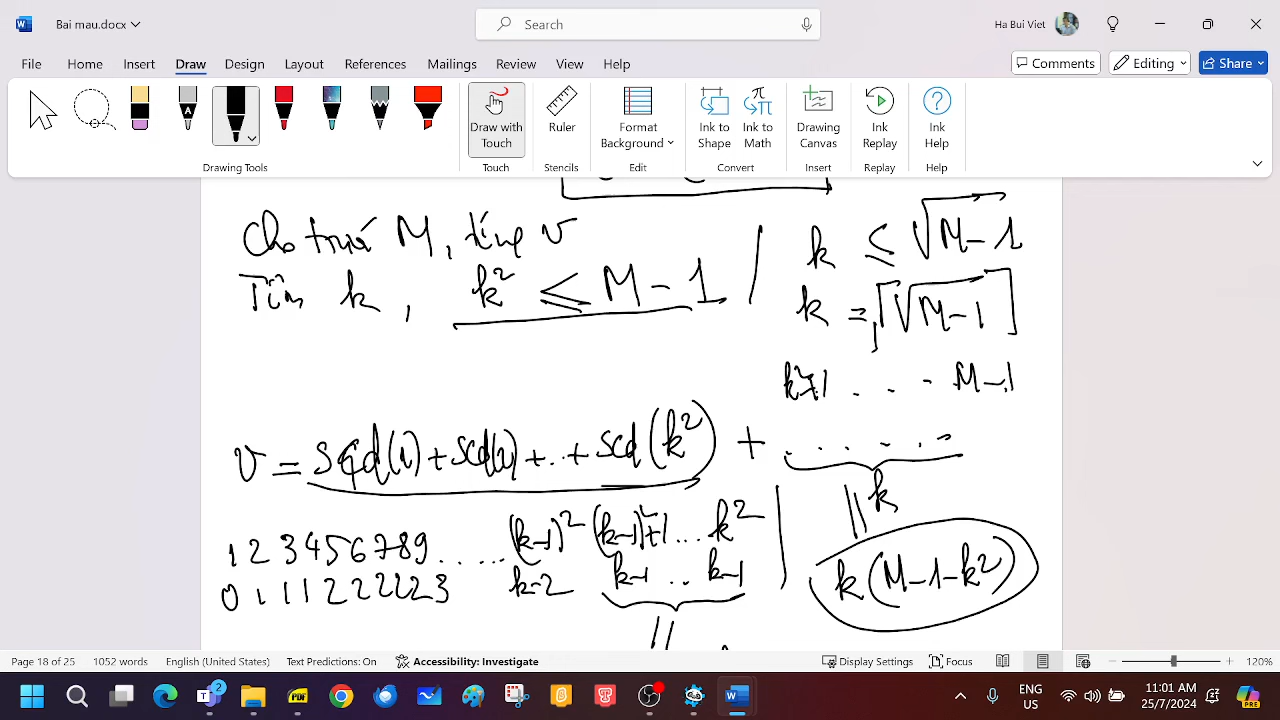 Bai mau.docx
Search
Ha Bui Viet
File Home Insert Draw Design Layout References Mailings Review View Help
Comments Editing Share
Draw with Touch
Ruler
Format Background
Ink to Shape
Ink to Math
Drawing Canvas
Ink Replay
Ink Help
Drawing Tools Touch Stencils Edit Convert Insert Replay Help
Cho trước M, tính v
Tìm k, k² ≤ M - 1
k ≤ √M-1
k = [√M-1]
k²+1 . . . M-1
v = scd(1) + scd(2) + .. + scd(k²) + . . . . .
1 2 3 4 5 6 7 8 9 ...... (k-1)² (k-1)²+1 ... k²
0 1 1 1 2 2 2 2 2 3 k-2 k-1 .. k-1
k
k(M-1-k²)
Page 18 of 25 1052 words English (United States) Text Predictions: On Accessibility: Investigate Display Settings Focus 120%
2
ENG
US
11:01 AM
25/7/2024